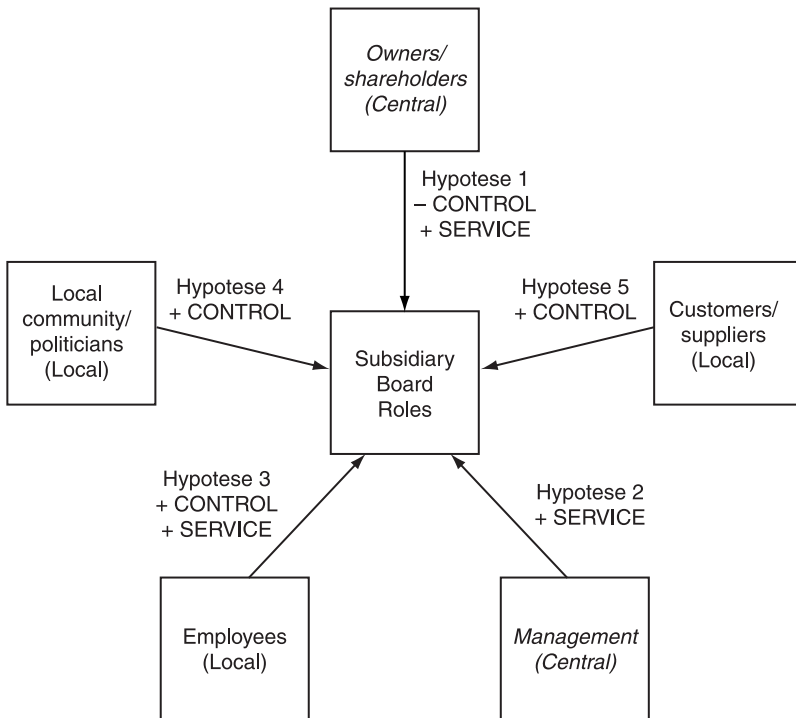 Owners/
shareholders
(Central)
Hypotese 1
– CONTROL
+ SERVICE
Local
community/
politicians
(Local)
Hypotese 4
+ CONTROL
Subsidiary
Board
Roles
Hypotese 5
+ CONTROL
Customers/
suppliers
(Local)
Hypotese 3
+ CONTROL
+ SERVICE
Hypotese 2
+ SERVICE
Employees
(Local)
Management
(Central)